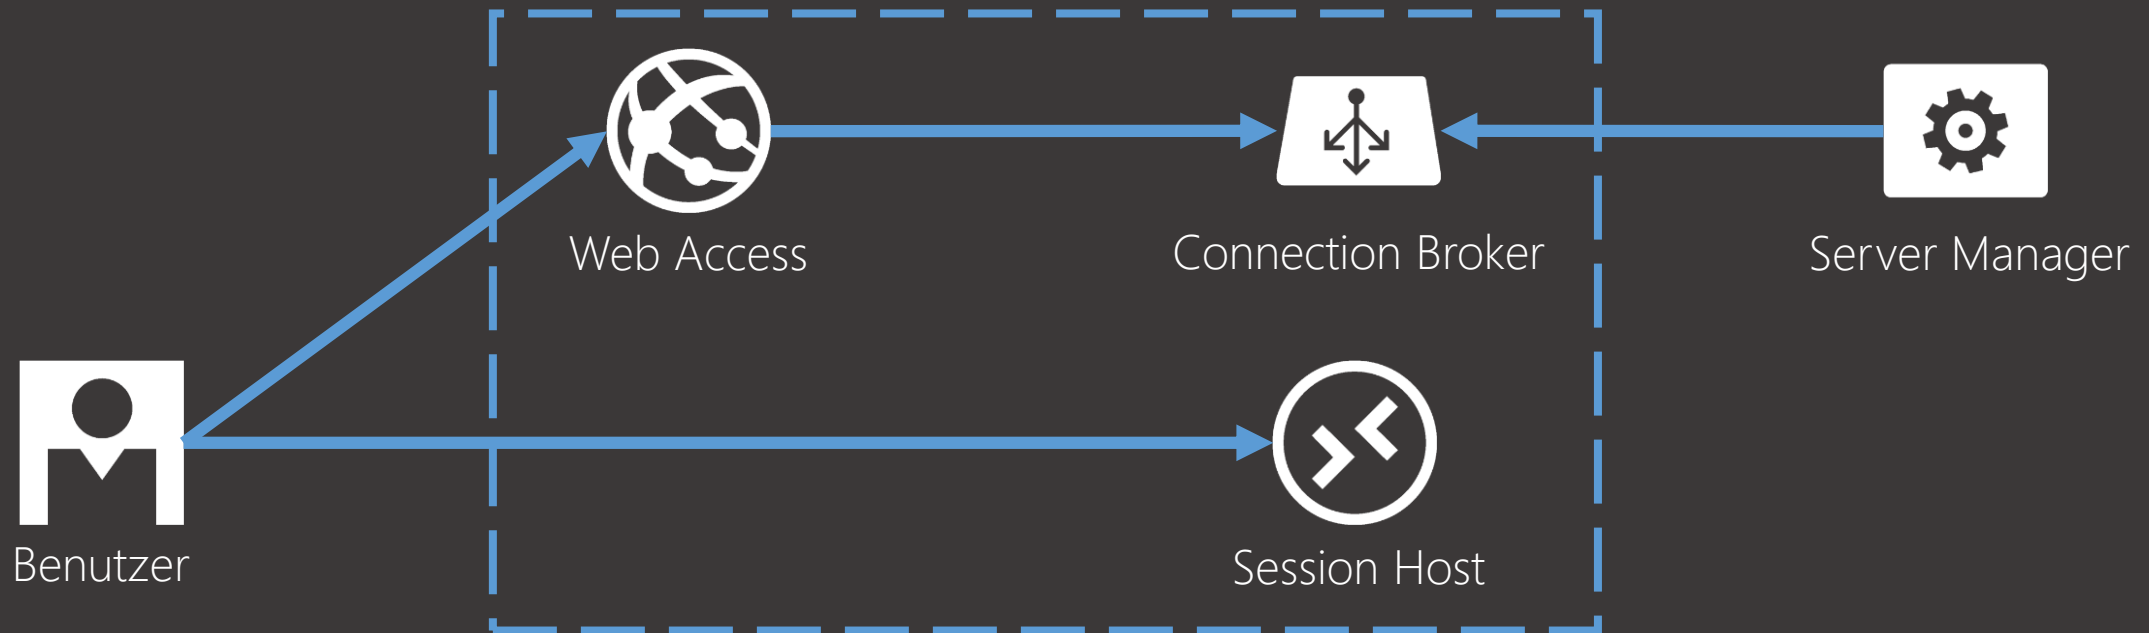 Web Access
Connection Broker
Server Manager
Benutzer
Session Host